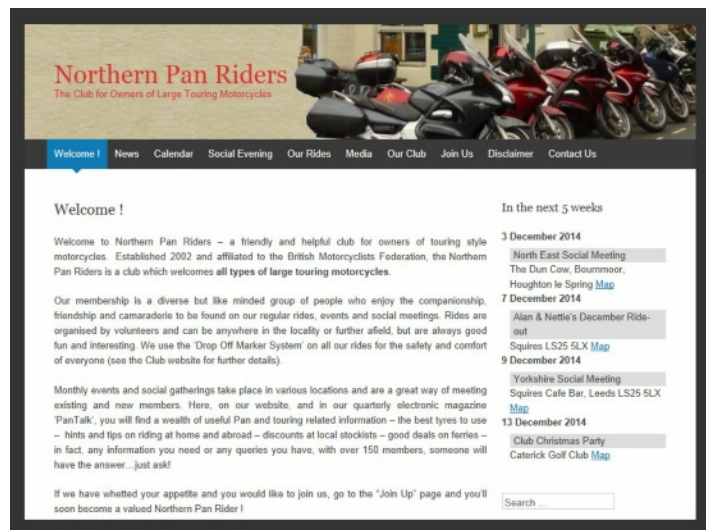 Northern Pan Riders
The Club for Owners of Large Touring Motorcycles
Welcome ! News Calendar Social Evening Our Rides Media Our Club Join Us Disclaimer Contact Us
Welcome !
Welcome to Northern Pan Riders – a friendly and helpful club for owners of touring style
motorcycles. Established 2002 and affiliated to the British Motorcyclists Federation, the Northern
Pan Riders is a club which welcomes all types of large touring motorcycles.
Our membership is a diverse but like minded group of people who enjoy the companionship,
friendship and camaraderie to be found on our regular rides, events and social meetings. Rides are
organised by volunteers and can be anywhere in the locality or further afield, but are always good
fun and interesting. We use the ‘Drop Off Marker System’ on all our rides for the safety and comfort
of everyone (see the Club website for further details).
Monthly events and social gatherings take place in various locations and are a great way of meeting
existing and new members. Here, on our website, and in our quarterly electronic magazine
‘PanTalk’, you will find a wealth of useful Pan and touring related information – the best tyres to use
– hints and tips on riding at home and abroad – discounts at local stockists – good deals on ferries –
in fact, any information you need or any queries you have, with over 150 members, someone will
have the answer…just ask!
If we have whetted your appetite and you would like to join us, go to the “Join Up” page and you’ll
soon become a valued Northern Pan Rider !
In the next 5 weeks
3 December 2014
North East Social Meeting
The Dun Cow, Bournmoor,
Houghton le Spring Map
7 December 2014
Alan & Nettie's December Ride-
out
Squires LS25 5LX Map
9 December 2014
Yorkshire Social Meeting
Squires Cafe Bar, Leeds LS25 5LX
Map
13 December 2014
Club Christmas Party
Caterick Golf Club Map
Search …